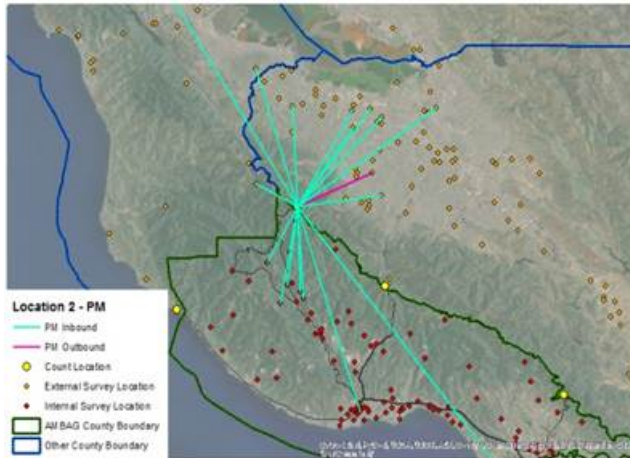 Location 2 - PM
PM Inbound
PM Outbound
Count Location
External Survey Location
Internal Survey Location
AMBAG County Boundary
Other County Boundary